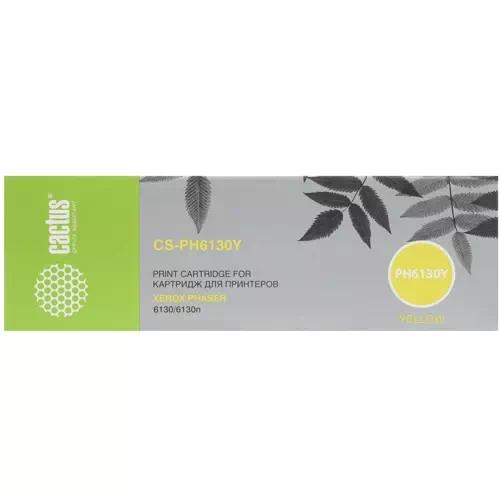 cactus®
office assistant
CS-PH6130Y
PRINT CARTRIDGE FOR
КАРТРИДЖ ДЛЯ ПРИНТЕРОВ
XEROX PHASER
6130/6130n
PH6130Y
YELLOW